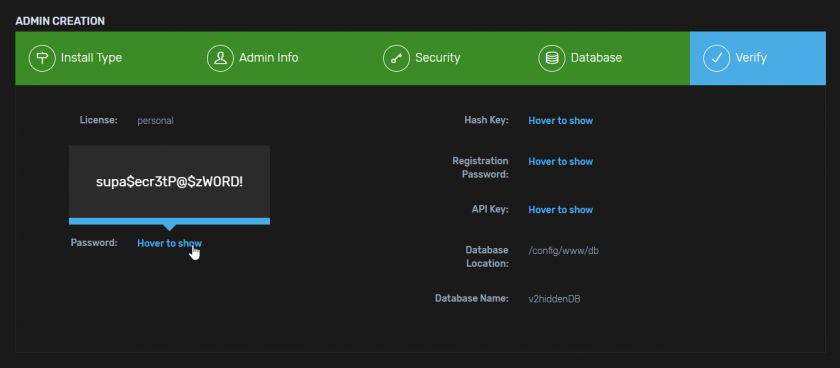 ADMIN CREATION
Install Type
Admin Info
Security
Database
Verify
License: personal
supa$ecr3tP@$zW0RD!
Password: Hover to show
Hash Key: Hover to show
Registration
Password: Hover to show
API Key: Hover to show
Database
Location: /config/www/db
Database Name: v2hiddenDB